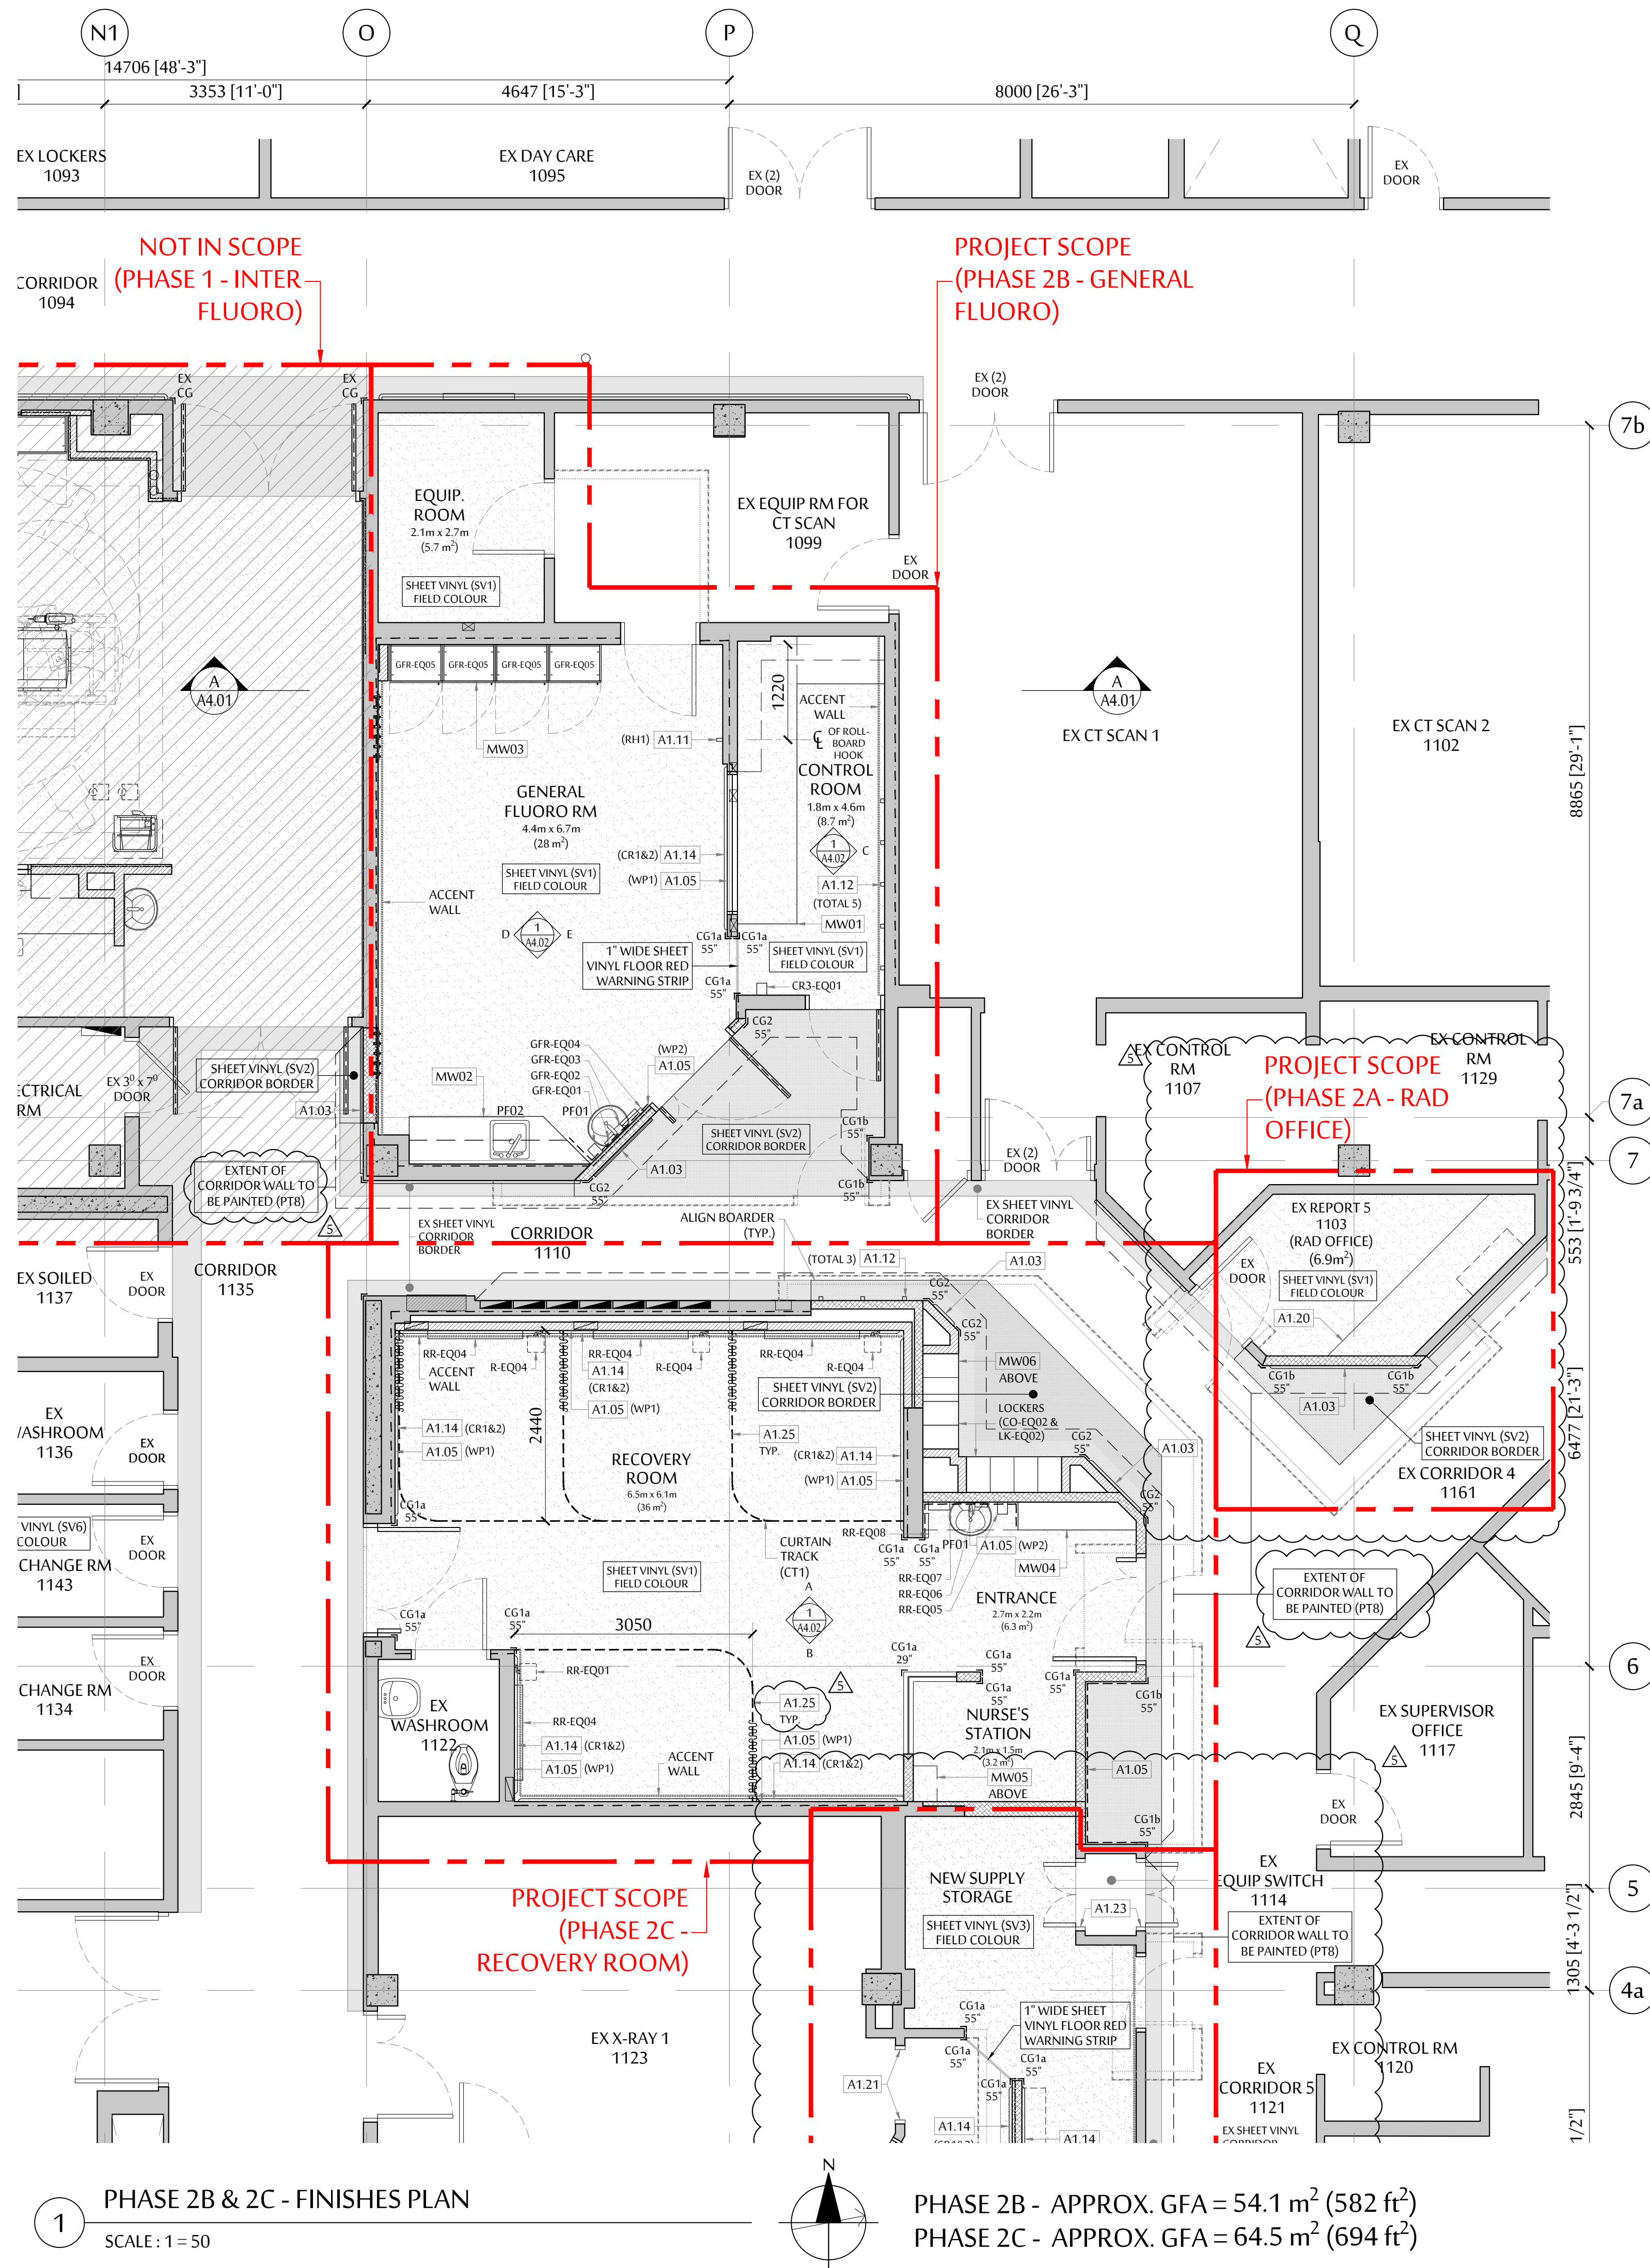 N1
O
P
Q
14706 [48'-3"]
]
3353 [11'-0"]
4647 [15'-3"]
8000 [26'-3"]
EX LOCKERS
1093
EX DAY CARE
1095
EX (2)
DOOR
EX
DOOR
NOT IN SCOPE
(PHASE 1 - INTER
FLUORO)
PROJECT SCOPE
(PHASE 2B - GENERAL
FLUORO)
CORRIDOR
1094
EX
CG
EX
CG
EX (2)
DOOR
7b
EQUIP.
ROOM
2.1m x 2.7m
(5.7 m²)
SHEET VINYL (SV1)
FIELD COLOUR
EX EQUIP RM FOR
CT SCAN
1099
EX
DOOR
GFR-EQ05
GFR-EQ05
GFR-EQ05
GFR-EQ05
MW03
A
A4.01
1220
ACCENT
WALL
CL
OF ROLL-
BOARD
HOOK
(RH1) A1.11
A
A4.01
EX CT SCAN 1
EX CT SCAN 2
1102
8865 [29'-1"]
GENERAL
FLUORO RM
4.4m x 6.7m
(28 m²)
SHEET VINYL (SV1)
FIELD COLOUR
CONTROL
ROOM
1.8m x 4.6m
(8.7 m²)
1
A4.02
C
(CR1&2) A1.14
(WP1) A1.05
A1.12
(TOTAL 5)
MW01
ACCENT
WALL
D
1
A4.02
E
CG1a
55"
CG1a
55"
1" WIDE SHEET
VINYL FLOOR RED
WARNING STRIP
SHEET VINYL (SV1)
FIELD COLOUR
CG1a
55"
CR3-EQ01
CG2
55"
GFR-EQ04
GFR-EQ03
GFR-EQ02
GFR-EQ01
(WP2)
A1.05
MW02
PF02
PF01
SHEET VINYL (SV2)
CORRIDOR BORDER
A1.03
ECTRICAL
RM
EX 3⁰ x 7⁰
DOOR
EXTENT OF
CORRIDOR WALL TO
BE PAINTED (PT8)
5
SHEET VINYL (SV2)
CORRIDOR BORDER
CG1b
55"
A1.03
CG2
55"
CG1b
55"
5
EX CONTROL
RM
1107
EX CONTROL
RM
1129
PROJECT SCOPE
(PHASE 2A - RAD
OFFICE)
7a
7
EX (2)
DOOR
EX SHEET VINYL
CORRIDOR
BORDER
CORRIDOR
1110
ALIGN BOARDER
(TYP.)
EX SHEET VINYL
CORRIDOR
BORDER
EX REPORT 5
1103
(RAD OFFICE)
(6.9m²)
SHEET VINYL (SV1)
FIELD COLOUR
A1.20
EX
DOOR
553 [1'-9 3/4"]
EX SOILED
1137
EX
DOOR
CORRIDOR
1135
(TOTAL 3) A1.12
A1.03
CG2
55"
CG2
55"
RR-EQ04
ACCENT
WALL
R-EQ04
RR-EQ04
A1.14
(CR1&2)
A1.05 (WP1)
R-EQ04
RR-EQ04
R-EQ04
SHEET VINYL (SV2)
CORRIDOR BORDER
MW06
ABOVE
LOCKERS
(CO-EQ02 &
LK-EQ02)
CG1b
55"
CG1b
55"
A1.03
SHEET VINYL (SV2)
CORRIDOR BORDER
6477 [21'-3"]
EX CORRIDOR 4
1161
EX
WASHROOM
1136
EX
DOOR
A1.14 (CR1&2)
A1.05 (WP1)
2440
A1.25
TYP.
(CR1&2) A1.14
(WP1) A1.05
RECOVERY
ROOM
6.5m x 6.1m
(36 m²)
CG2
55"
A1.03
CG2
55"
CG1a
55"
VINYL (SV6)
COLOUR
EX
DOOR
CHANGE RM
1143
CURTAIN
TRACK
(CT1)
SHEET VINYL (SV1)
FIELD COLOUR
A
1
A4.02
B
RR-EQ08
CG1a
55"
CG1a
55"
PF01
A1.05 (WP2)
MW04
RR-EQ07
RR-EQ06
RR-EQ05
ENTRANCE
2.7m x 2.2m
(6.3 m²)
EXTENT OF
CORRIDOR WALL TO
BE PAINTED (PT8)
5
CG1a
55"
CG1a
55"
3050
EX
DOOR
CHANGE RM
1134
6
RR-EQ01
CG1a
29"
CG1a
55"
CG1a
55"
CG1a
55"
CG1b
55"
EX
WASHROOM
1122
RR-EQ04
A1.14 (CR1&2)
A1.05 (WP1)
ACCENT
WALL
A1.25
TYP.
5
A1.05 (WP1)
A1.14 (CR1&2)
NURSE'S
STATION
2.1m x 1.5m
(3.2 m²)
MW05
ABOVE
A1.05
EX SUPERVISOR
OFFICE
1117
5
2845 [9'-4"]
CG1b
55"
EX
DOOR
PROJECT SCOPE
(PHASE 2C -
RECOVERY ROOM)
NEW SUPPLY
STORAGE
SHEET VINYL (SV3)
FIELD COLOUR
A1.23
EX
EQUIP SWITCH
1114
EXTENT OF
CORRIDOR WALL TO
BE PAINTED (PT8)
5
1305 [4'-3 1/2"]
4a
EX X-RAY 1
1123
CG1a
55"
1" WIDE SHEET
VINYL FLOOR RED
WARNING STRIP
CG1a
55"
CG1a
55"
CG1a
55"
A1.21
A1.14
A1.14
EX CONTROL RM
1120
EX
CORRIDOR 5
1121
EX SHEET VINYL
1/2"]
1
PHASE 2B & 2C - FINISHES PLAN
SCALE : 1 = 50
N
PHASE 2B - APPROX. GFA = 54.1 m² (582 ft²)
PHASE 2C - APPROX. GFA = 64.5 m² (694 ft²)